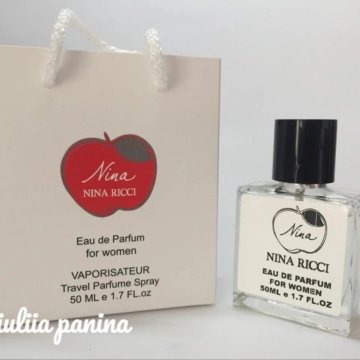 Nina
NINA RICCI
Eau de Parfum
for women
VAPORISATEUR
Travel Parfume Spray
50 ML e 1.7 FL.oz
Nina
NINA RICCI
EAU DE PARFUM
FOR WOMEN
50ML e 1.7 FL.OZ
iuliia panina